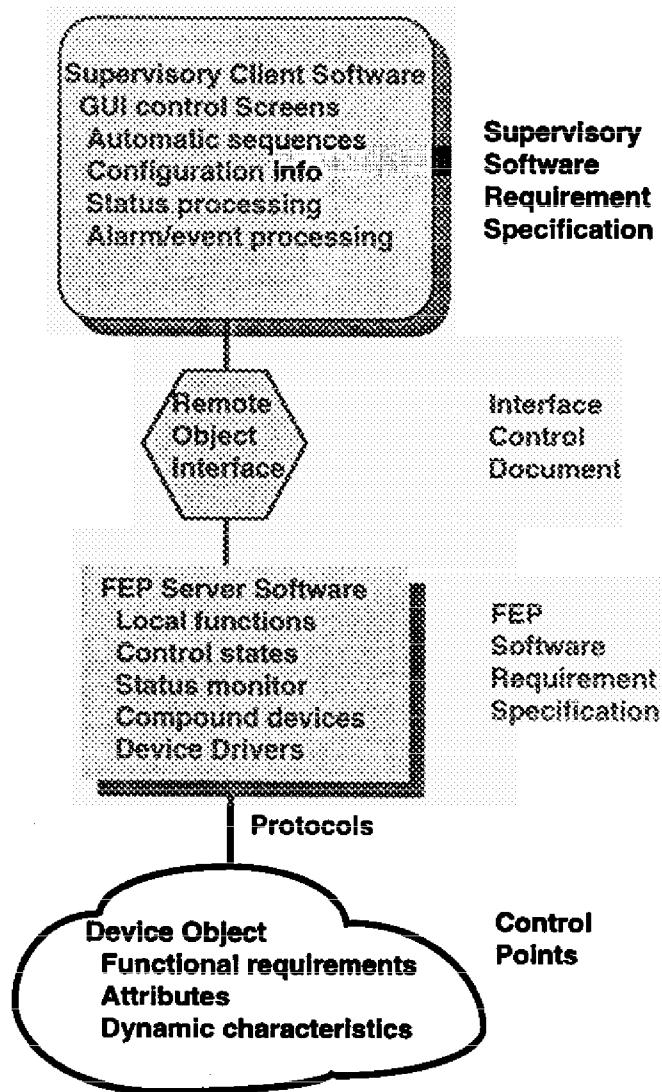 Supervisory Client Software
GUI control Screens
Automatic sequences
Configuration info
Status processing
Alarm/event processing
Supervisory
Software
Requirement
Specification
Remote
Object
Interface
Interface
Control
Document
FEP Server Software
Local functions
Control states
Status monitor
Compound devices
Device Drivers
FEP
Software
Requirement
Specification
Protocols
Device Object
Functional requirements
Attributes
Dynamic characteristics
Control
Points